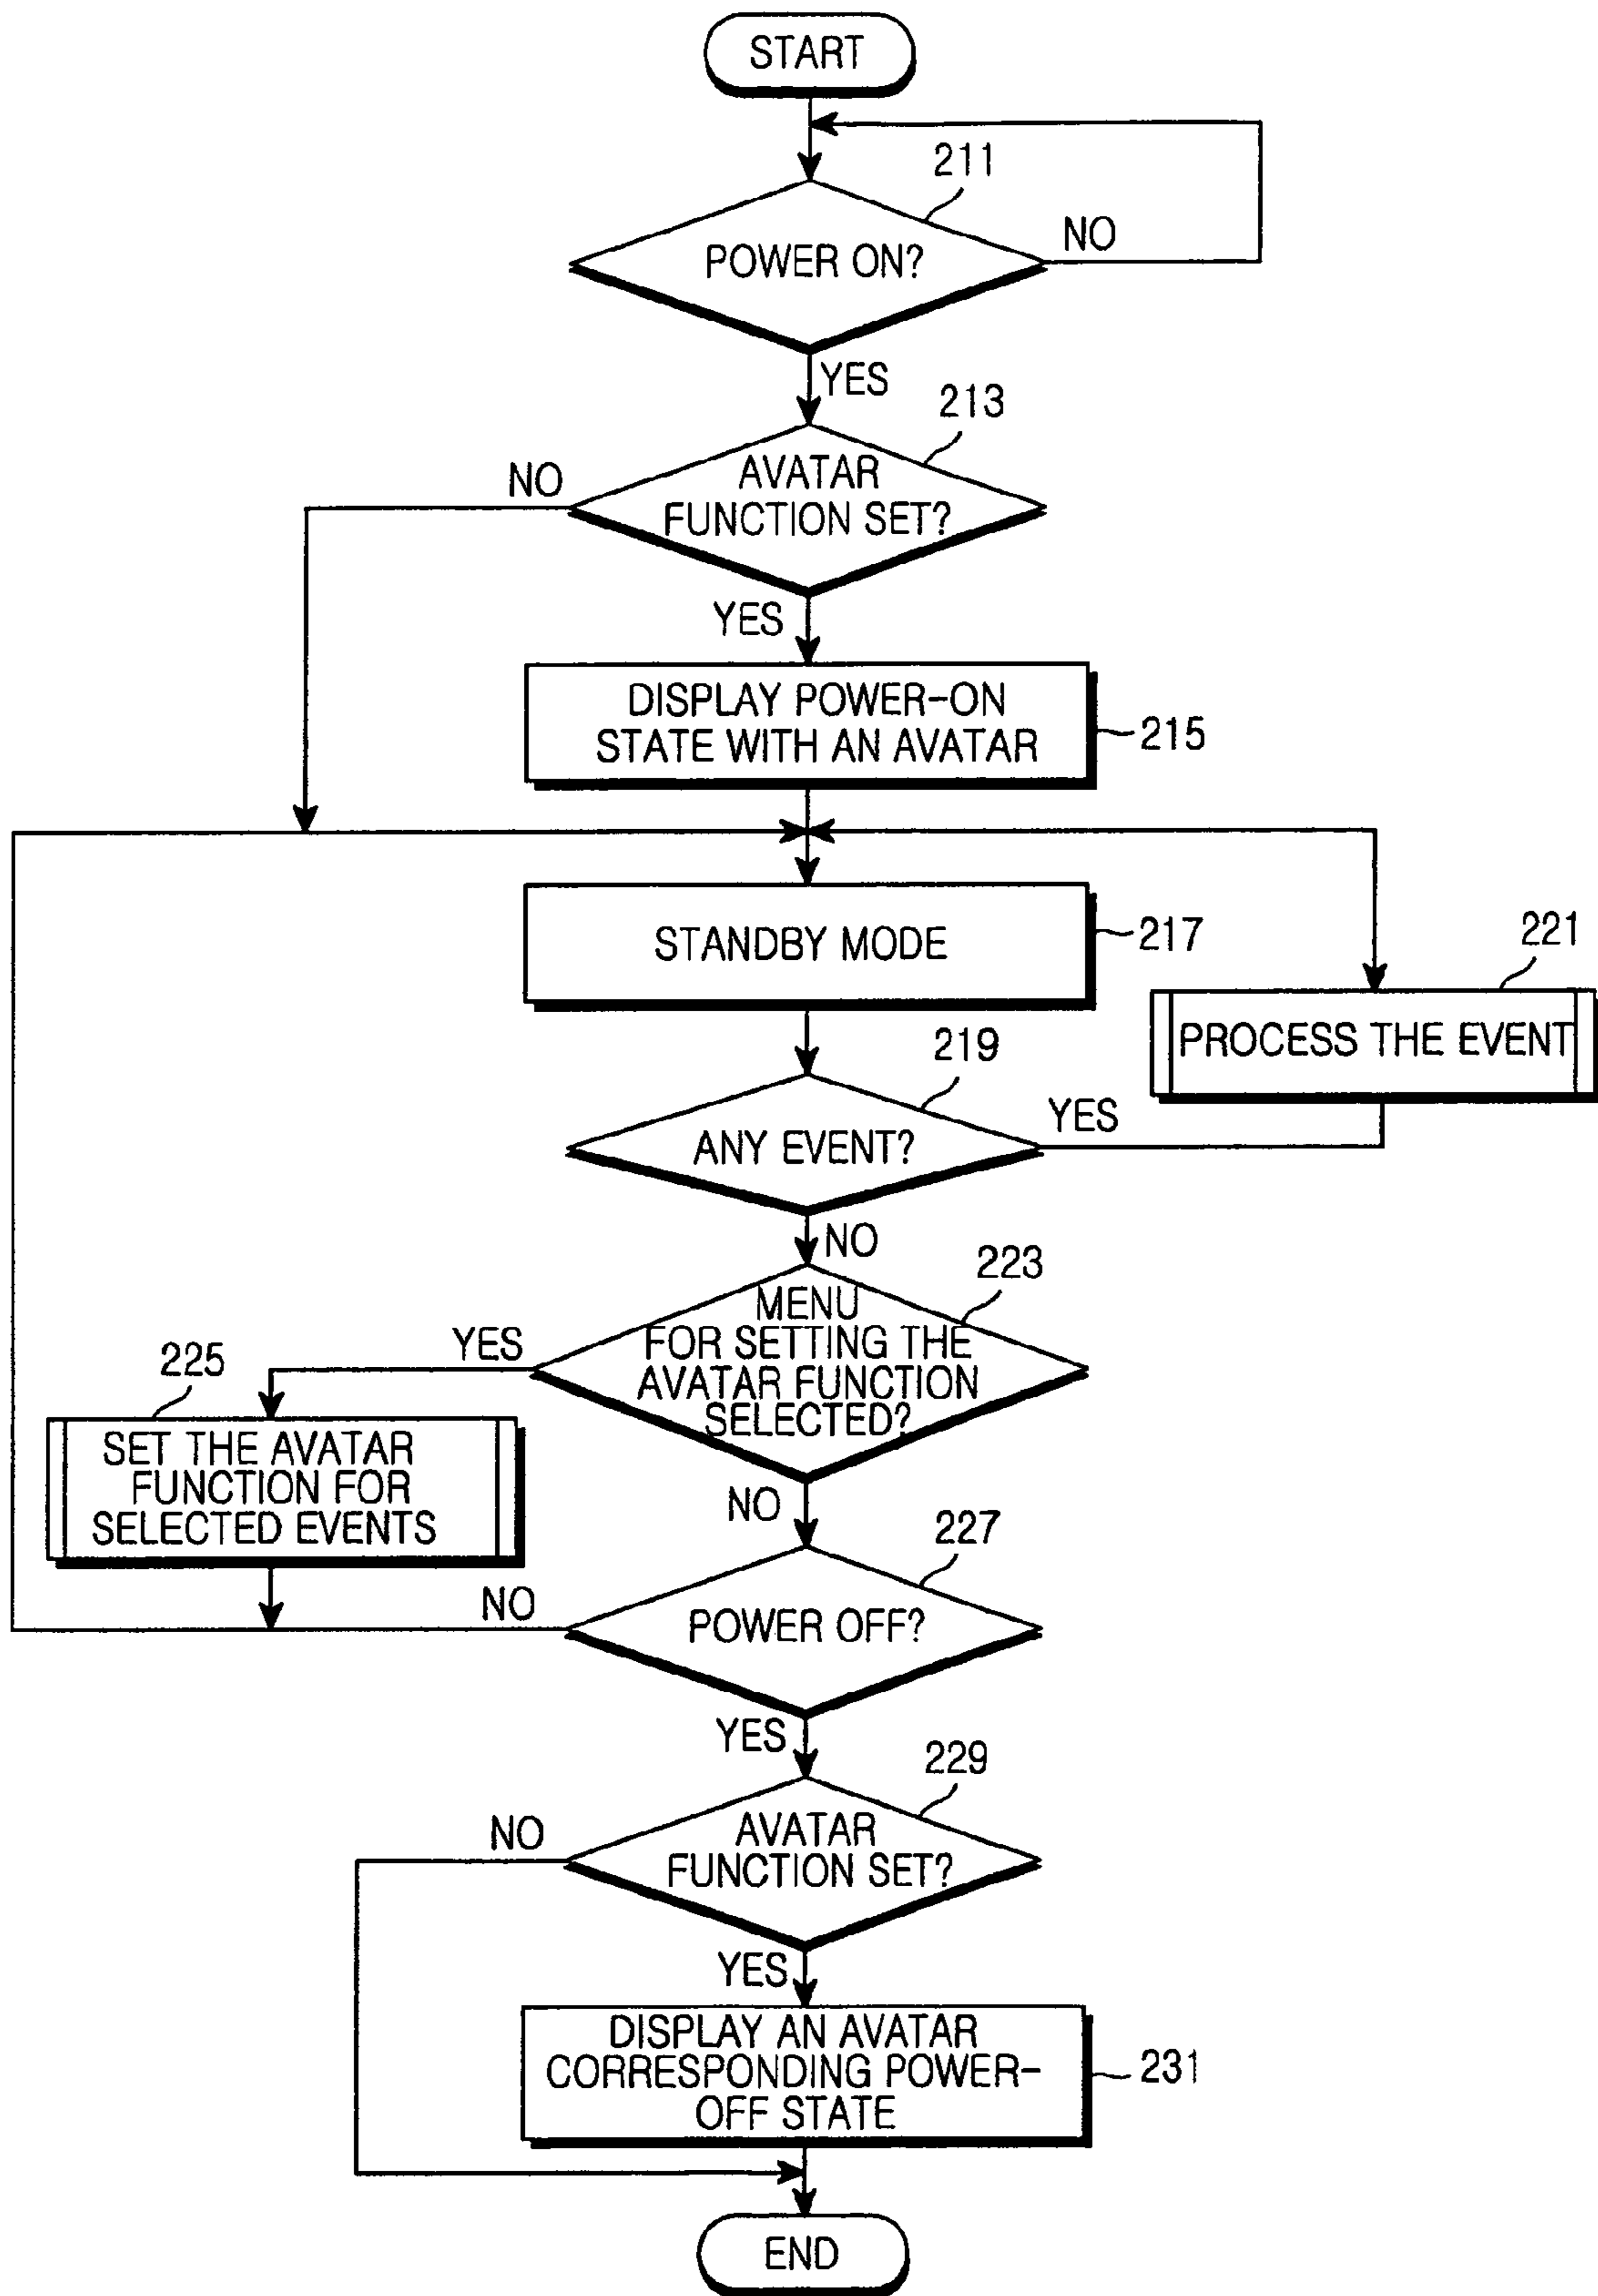 START
211
POWER ON?
NO
YES
213
AVATAR
FUNCTION SET?
NO
YES
DISPLAY POWER-ON
STATE WITH AN AVATAR
215
STANDBY MODE
217
221
PROCESS THE EVENT
219
ANY EVENT?
YES
NO
223
MENU
FOR SETTING THE
AVATAR FUNCTION
SELECTED?
YES
225
SET THE AVATAR
FUNCTION FOR
SELECTED EVENTS
NO
227
POWER OFF?
NO
YES
229
AVATAR
FUNCTION SET?
NO
YES
DISPLAY AN AVATAR
CORRESPONDING POWER-
OFF STATE
231
END